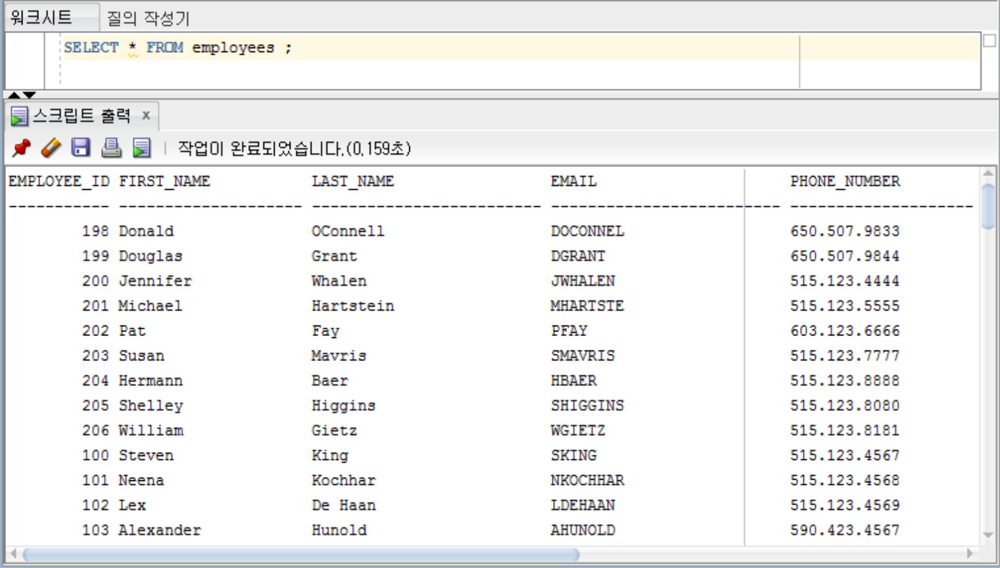 워크시트 질의 작성기
SELECT * FROM employees ;
스크립트 출력 x
작업이 완료되었습니다.(0.159초)
EMPLOYEE_ID FIRST_NAME LAST_NAME EMAIL PHONE_NUMBER
----------- -------------------- ------------------------- ------------------------- --------------------
198 Donald OConnell DOCONNEL 650.507.9833
199 Douglas Grant DGRANT 650.507.9844
200 Jennifer Whalen JWHALEN 515.123.4444
201 Michael Hartstein MHARTSTE 515.123.5555
202 Pat Fay PFAY 603.123.6666
203 Susan Mavris SMAVRIS 515.123.7777
204 Hermann Baer HBAER 515.123.8888
205 Shelley Higgins SHIGGINS 515.123.8080
206 William Gietz WGIETZ 515.123.8181
100 Steven King SKING 515.123.4567
101 Neena Kochhar NKOCHHAR 515.123.4568
102 Lex De Haan LDEHAAN 515.123.4569
103 Alexander Hunold AHUNOLD 590.423.4567